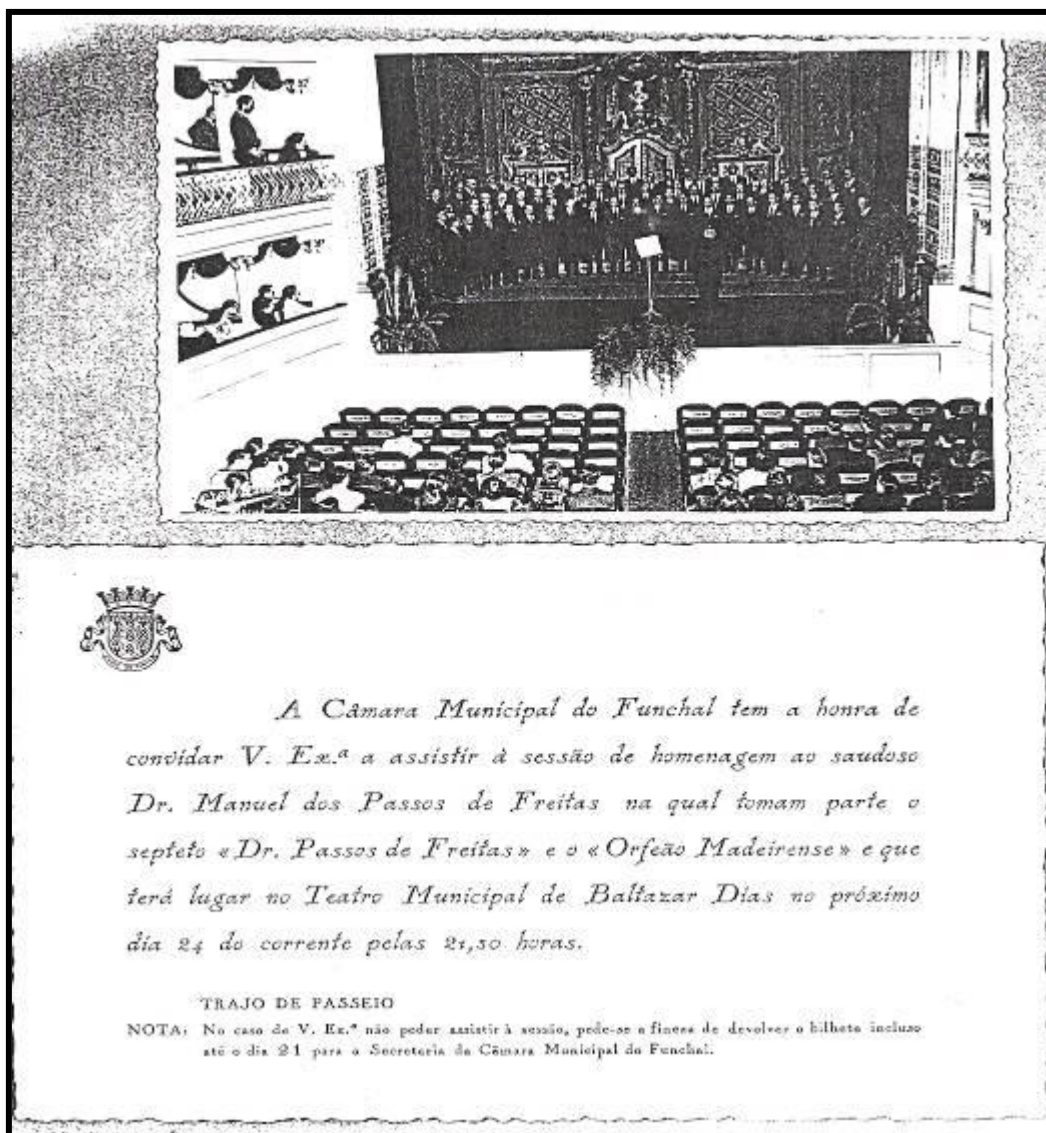 A Câmara Municipal do Funchal tem a honra de
convidar V. Ex.ª a assistir à sessão de homenagem ao saudoso
Dr. Manuel dos Passos de Freitas na qual tomam parte o
septeto «Dr. Passos de Freitas» e o «Orfeão Madeirense» e que
terá lugar no Teatro Municipal de Baltazar Dias no próximo
dia 24 do corrente pelas 21,30 horas.
TRAJO DE PASSEIO
NOTA: No caso de V. Ex.ª não poder assistir à sessão, pede-se a fineza de devolver o bilhete incluso
até o dia 21 para a Secretaria da Câmara Municipal do Funchal.